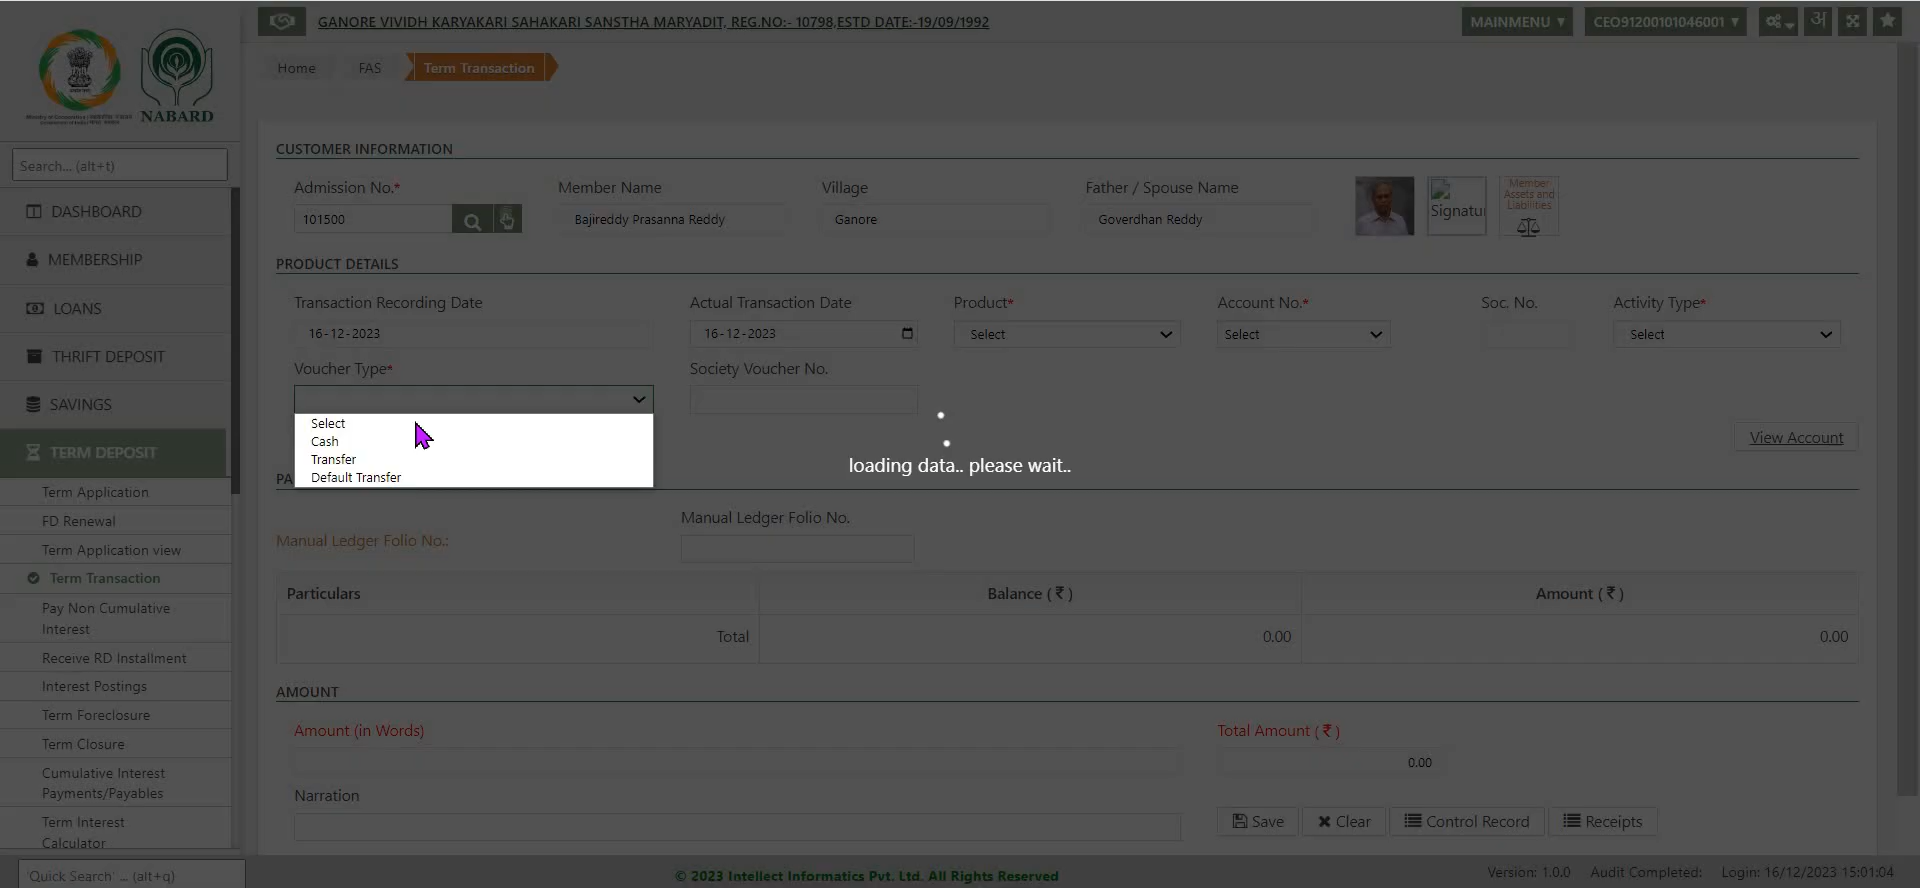 GANORE VIVIDH KARYAKARI SAHAKARI SANSTHA MARYADIT, REG.NO:- 10798,ESTD DATE:-19/09/1992
MAINMENU ▾
CEO91200101046001 ▾
अ
NABARD
Home
FAS
Term Transaction
Search... (alt+t)
DASHBOARD
MEMBERSHIP
LOANS
THRIFT DEPOSIT
SAVINGS
TERM DEPOSIT
Term Application
FD Renewal
Term Application view
Term Transaction
Pay Non Cumulative
Interest
Receive RD Installment
Interest Postings
Term Foreclosure
Term Closure
Cumulative Interest
Payments/Payables
Term Interest
Calculator
'Quick Search' ... (alt+q)
CUSTOMER INFORMATION
Admission No.*
Member Name
Village
Father / Spouse Name
101500
Bajireddy Prasanna Reddy
Ganore
Goverdhan Reddy
Signatu
Member
Assets and
Liabilities
PRODUCT DETAILS
Transaction Recording Date
Actual Transaction Date
Product*
Account No.*
Soc. No.
Activity Type*
16-12-2023
16-12-2023
Select
Select
Select
Voucher Type*
Society Voucher No.
Select
Cash
Transfer
Default Transfer
loading data.. please wait..
View Account
PA
Manual Ledger Folio No.:
Manual Ledger Folio No.
Particulars
Balance (₹)
Amount (₹)
Total
0.00
0.00
AMOUNT
Amount (in Words)
Total Amount (₹)
0.00
Narration
Save
Clear
Control Record
Receipts
© 2023 Intellect Informatics Pvt. Ltd. All Rights Reserved
Version: 1.0.0
Audit Completed:
Login: 16/12/2023 15:01:04